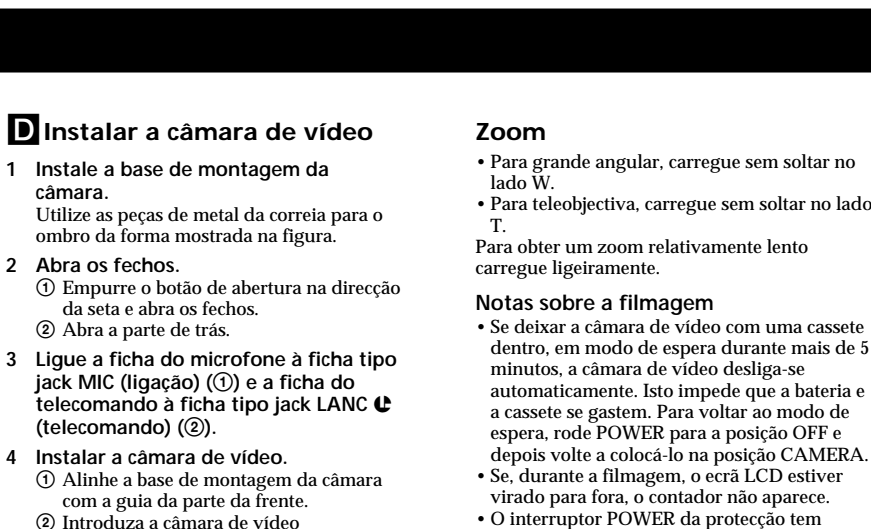 D Instalar a câmara de vídeo
1 Instale a base de montagem da
câmara.
Utilize as peças de metal da correia para o
ombro da forma mostrada na figura.
2 Abra os fechos.
① Empurre o botão de abertura na direcção
da seta e abra os fechos.
② Abra a parte de trás.
3 Ligue a ficha do microfone à ficha tipo
jack MIC (ligação) (①) e a ficha do
telecomando à ficha tipo jack LANC
(telecomando) (②).
4 Instalar a câmara de vídeo.
① Alinhe a base de montagem da câmara
com a guia da parte da frente.
② Introduza a câmara de vídeo
Zoom
• Para grande angular, carregue sem soltar no
lado W.
• Para teleobjectiva, carregue sem soltar no lado
T.
Para obter um zoom relativamente lento
carregue ligeiramente.
Notas sobre a filmagem
• Se deixar a câmara de vídeo com uma cassete
dentro, em modo de espera durante mais de 5
minutos, a câmara de vídeo desliga-se
automaticamente. Isto impede que a bateria e
a cassete se gastem. Para voltar ao modo de
espera, rode POWER para a posição OFF e
depois volte a colocá-lo na posição CAMERA.
• Se, durante a filmagem, o ecrã LCD estiver
virado para fora, o contador não aparece.
• O interruptor POWER da protecção tem